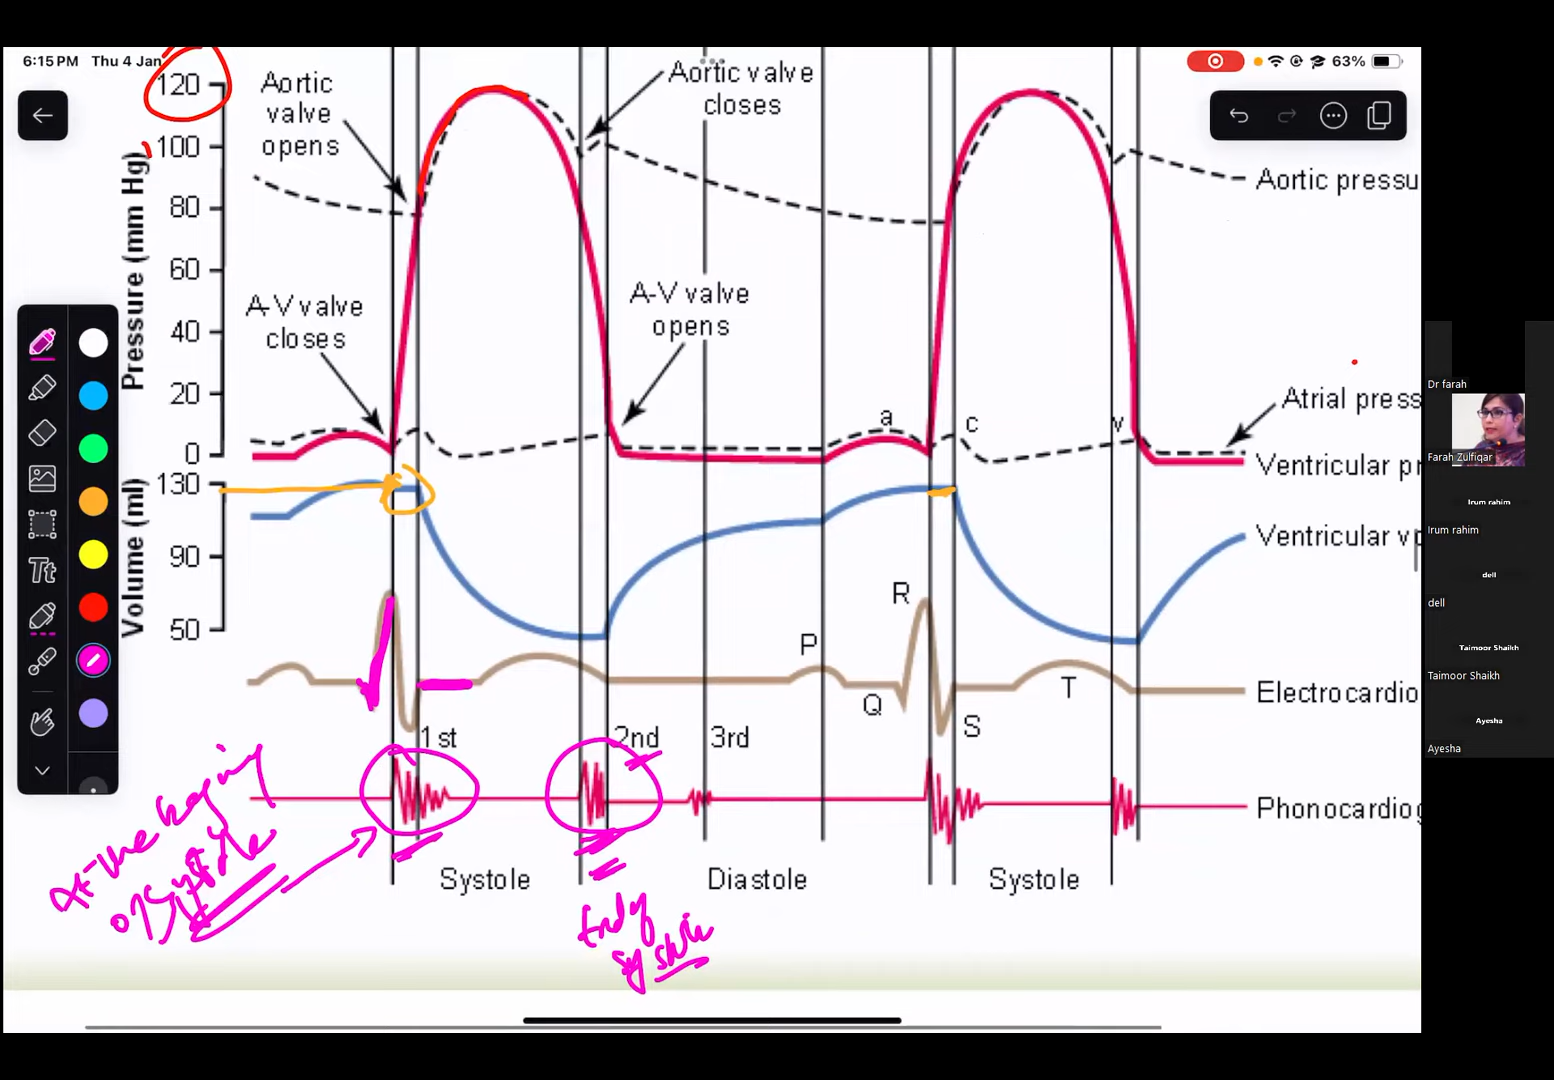 6:15 PM Thu 4 Jan
63%
120
100
80
60
40
20
0
Pressure (mm Hg)
130
90
50
Volume (ml)
Aortic
valve
opens
Aortic valve
closes
A-V valve
closes
A-V valve
opens
a
c
v
Aortic pressu
Atrial press
Ventricular pr
Ventricular vo
R
P
Q
S
T
Electrocardio
1st
2nd
3rd
Phonocardiog
Systole
Diastole
Systole
At the begining
of Systole
End of
systole
Tt
Dr farah
Farah Zulfiqar
Irum rahim
Irum rahim
dell
dell
Taimoor Shaikh
Taimoor Shaikh
Ayesha
Ayesha